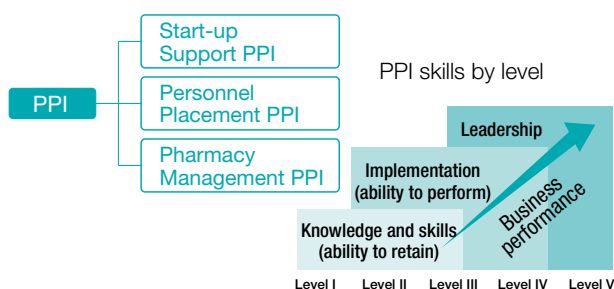 PPI
Start-up
Support PPI
Personnel
Placement PPI
Pharmacy
Management PPI
PPI skills by level
Leadership
Implementation
(ability to perform)
Knowledge and skills
(ability to retain)
Business
performance
Level I
Level II
Level III
Level IV
Level V